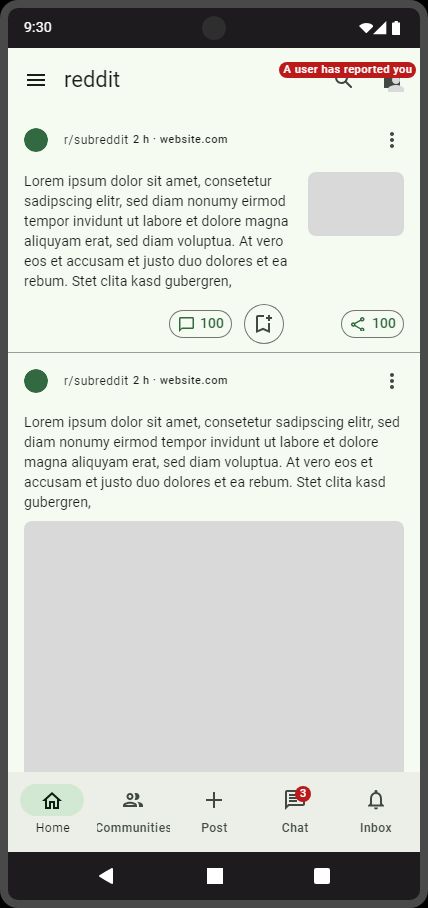 9:30
A user has reported you
reddit
r/subreddit 2 h · website.com
Lorem ipsum dolor sit amet, consetetur
sadipscing elitr, sed diam nonumy eirmod
tempor invidunt ut labore et dolore magna
aliquyam erat, sed diam voluptua. At vero
eos et accusam et justo duo dolores et ea
rebum. Stet clita kasd gubergren,
100 100
r/subreddit 2 h · website.com
Lorem ipsum dolor sit amet, consetetur sadipscing elitr, sed
diam nonumy eirmod tempor invidunt ut labore et dolore
magna aliquyam erat, sed diam voluptua. At vero eos et
accusam et justo duo dolores et ea rebum. Stet clita kasd
gubergren,
3
Home Communities Post Chat Inbox